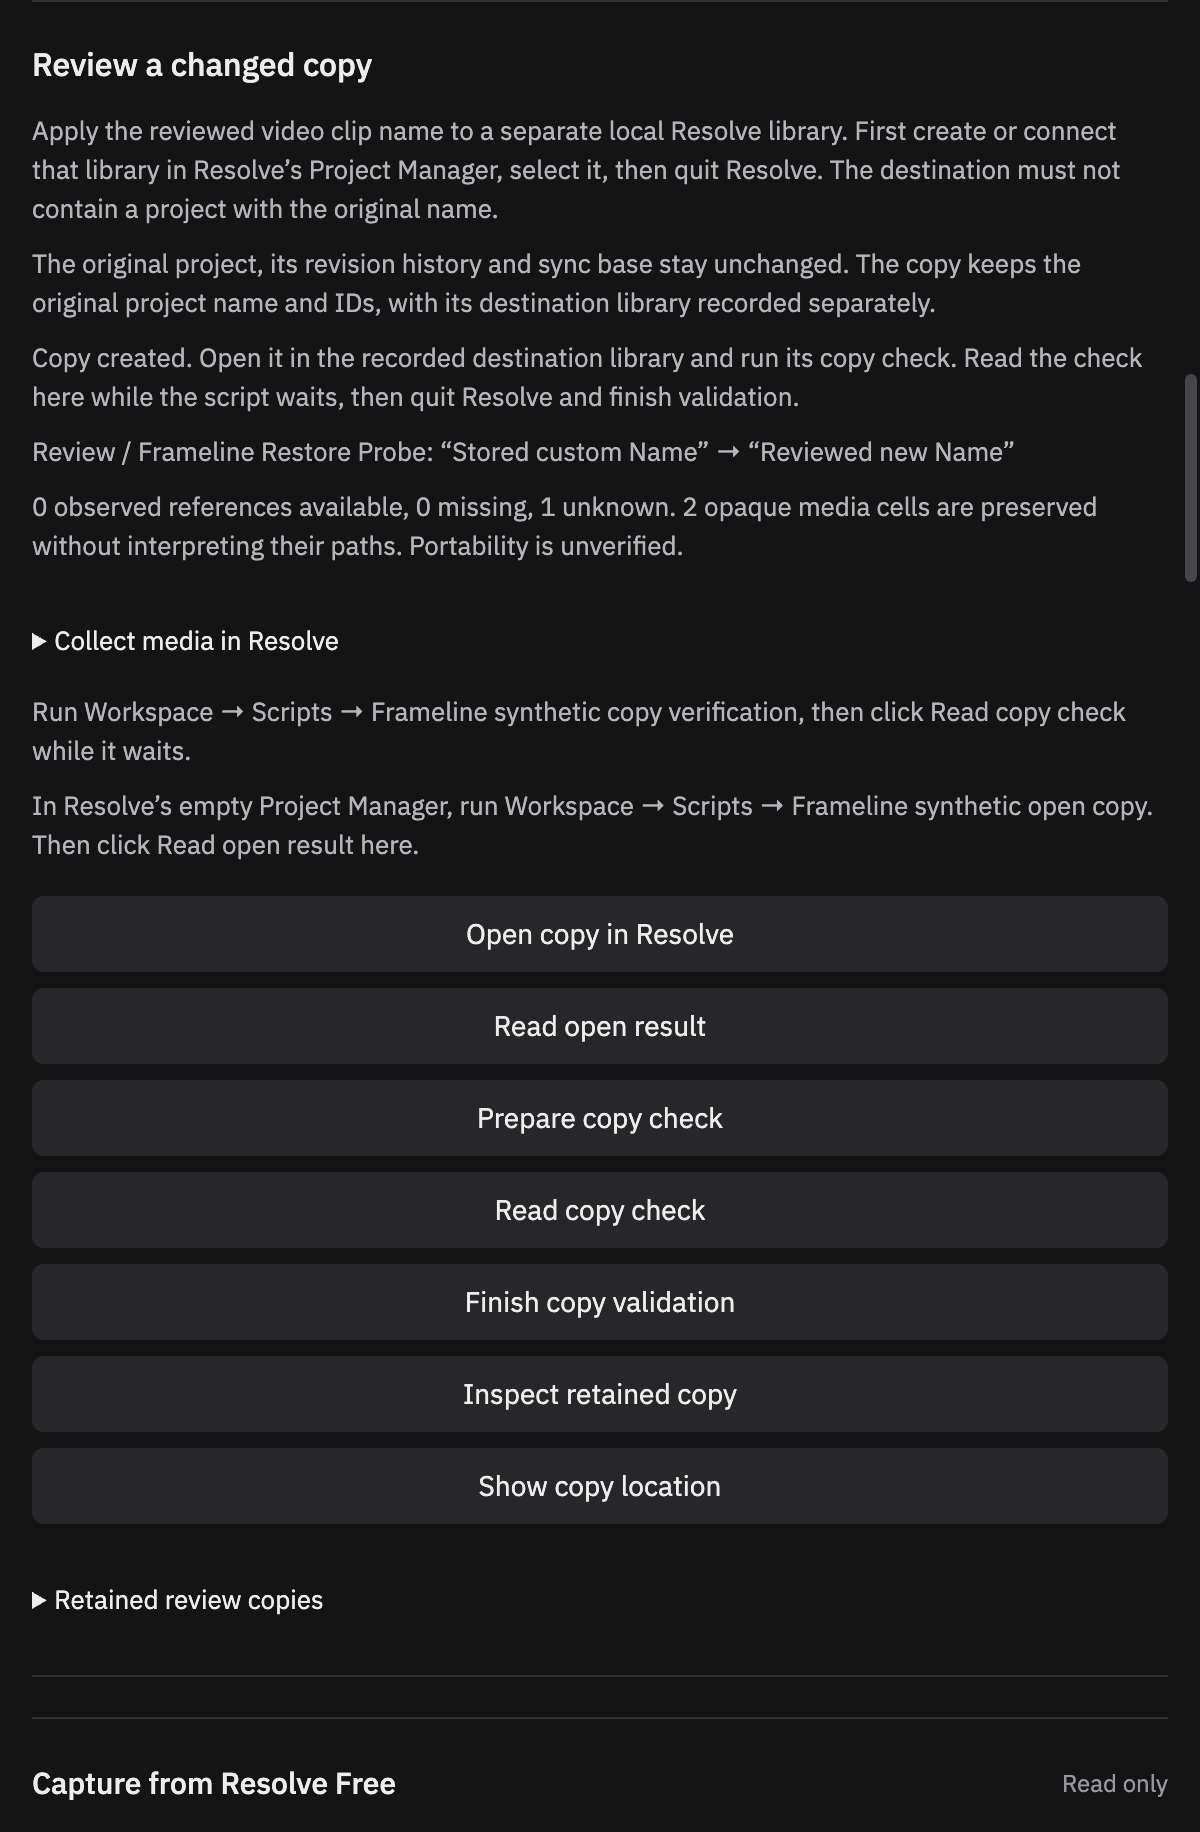 Review a changed copy
Apply the reviewed video clip name to a separate local Resolve library. First create or connect
that library in Resolve’s Project Manager, select it, then quit Resolve. The destination must not
contain a project with the original name.
The original project, its revision history and sync base stay unchanged. The copy keeps the
original project name and IDs, with its destination library recorded separately.
Copy created. Open it in the recorded destination library and run its copy check. Read the check
here while the script waits, then quit Resolve and finish validation.
Review / Frameline Restore Probe: “Stored custom Name” → “Reviewed new Name”
0 observed references available, 0 missing, 1 unknown. 2 opaque media cells are preserved
without interpreting their paths. Portability is unverified.
▶ Collect media in Resolve
Run Workspace → Scripts → Frameline synthetic copy verification, then click Read copy check
while it waits.
In Resolve’s empty Project Manager, run Workspace → Scripts → Frameline synthetic open copy.
Then click Read open result here.
Open copy in Resolve
Read open result
Prepare copy check
Read copy check
Finish copy validation
Inspect retained copy
Show copy location
▶ Retained review copies
Capture from Resolve Free
Read only